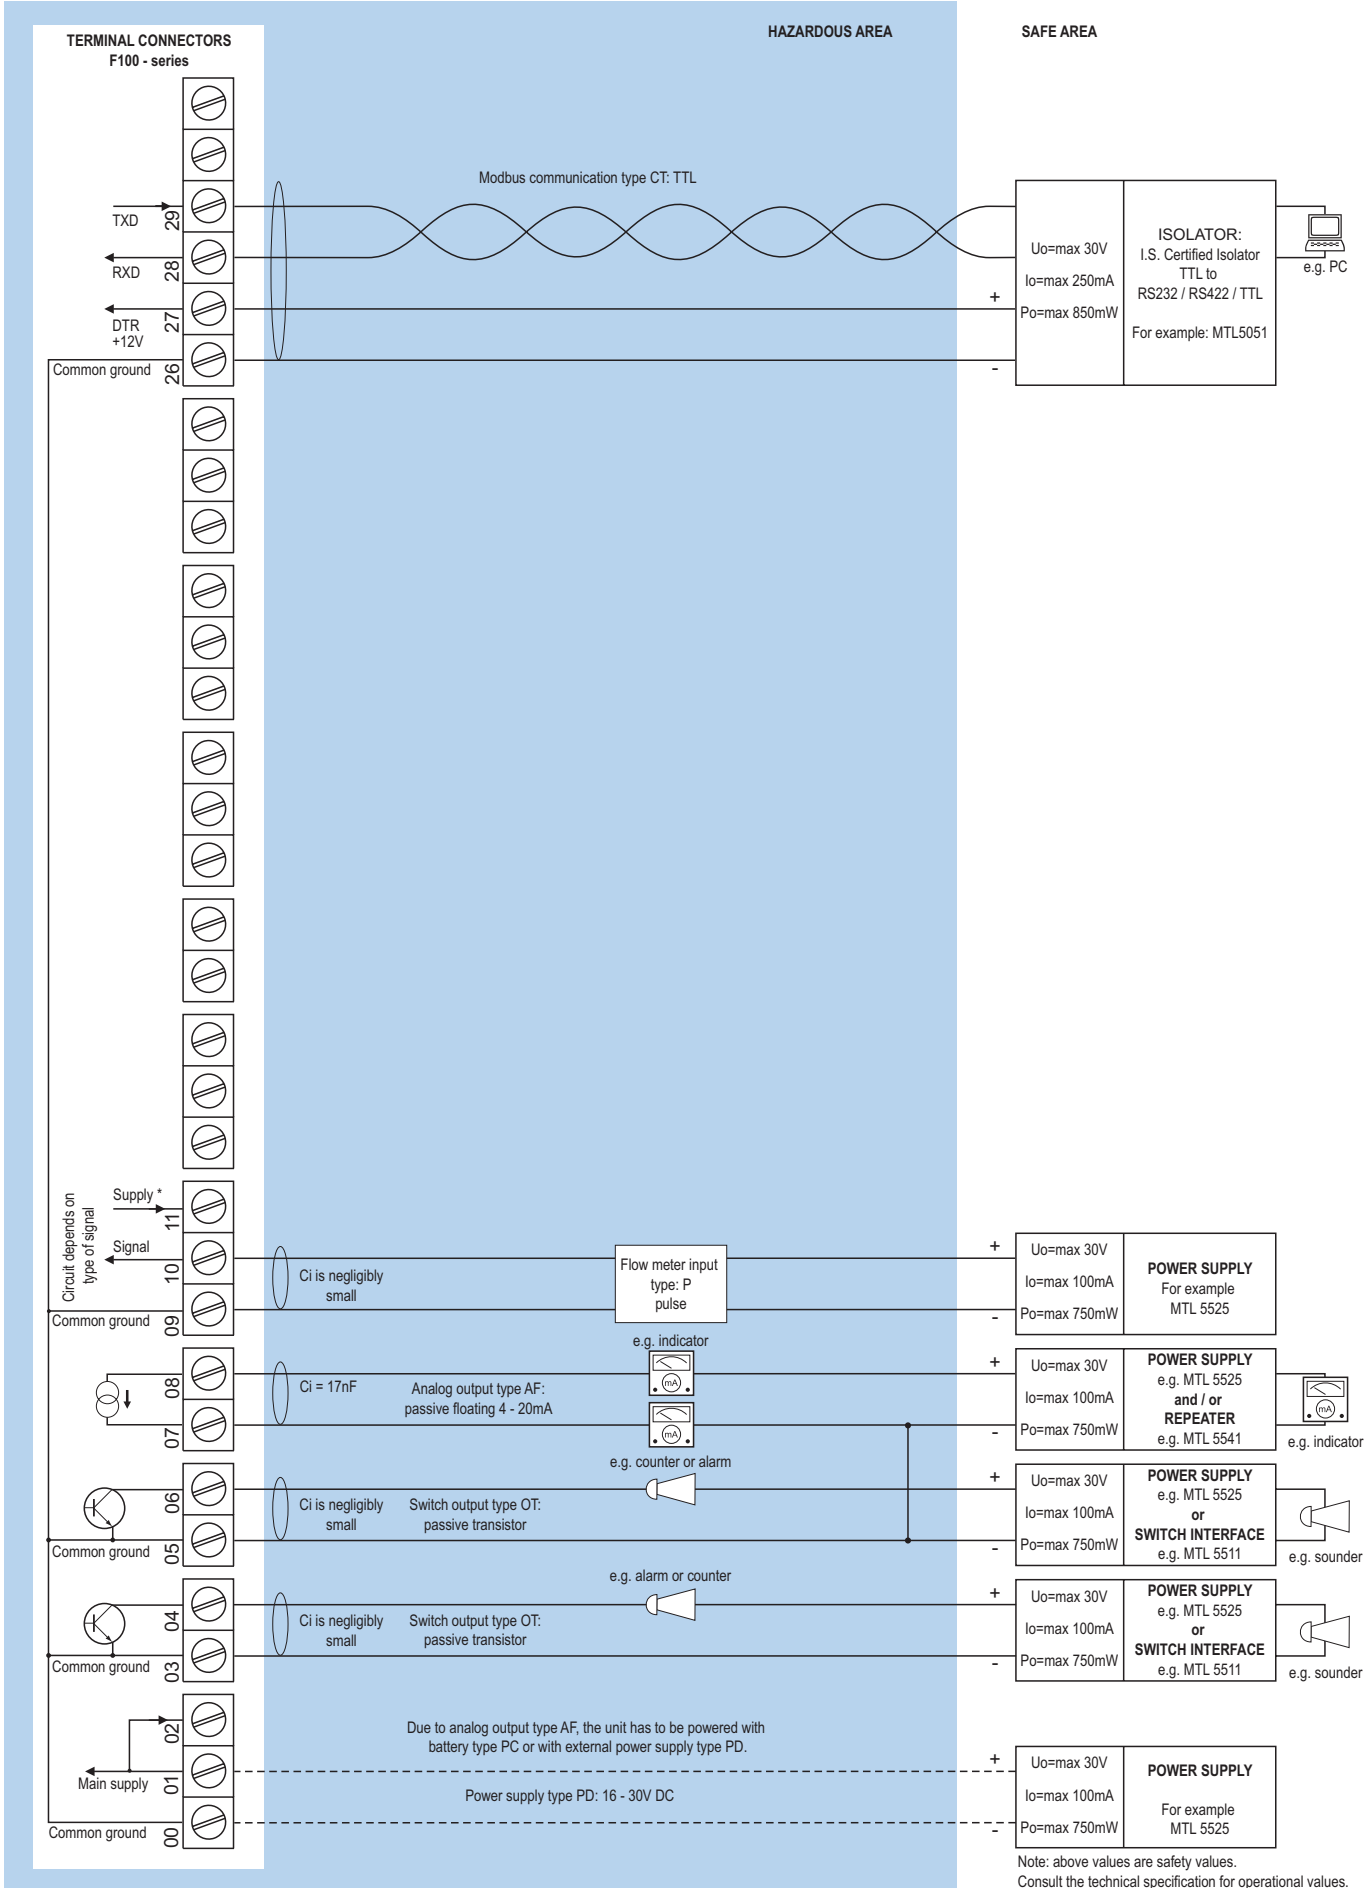 TERMINAL CONNECTORS
F100 - series
HAZARDOUS AREA
SAFE AREA
Modbus communication type CT: TTL
TXD
29
RXD
28
DTR
+12V
27
Common ground
26
+
-
Uo=max 30V
Io=max 250mA
Po=max 850mW
ISOLATOR:
I.S. Certified Isolator
TTL to
RS232 / RS422 / TTL
For example: MTL5051
e.g. PC
Circuit depends on
type of signal
Supply *
11
Signal
10
Common ground
09
Ci is negligibly
small
Flow meter input
type: P
pulse
+
-
Uo=max 30V
Io=max 100mA
Po=max 750mW
POWER SUPPLY
For example
MTL 5525
08
07
Ci = 17nF
Analog output type AF:
passive floating 4 - 20mA
e.g. indicator
mA
mA
+
-
Uo=max 30V
Io=max 100mA
Po=max 750mW
POWER SUPPLY
e.g. MTL 5525
and / or
REPEATER
e.g. MTL 5541
mA
e.g. indicator
06
Common ground
05
Ci is negligibly
small
Switch output type OT:
passive transistor
e.g. counter or alarm
+
-
Uo=max 30V
Io=max 100mA
Po=max 750mW
POWER SUPPLY
e.g. MTL 5525
or
SWITCH INTERFACE
e.g. MTL 5511
e.g. sounder
04
Common ground
03
Ci is negligibly
small
Switch output type OT:
passive transistor
e.g. alarm or counter
+
-
Uo=max 30V
Io=max 100mA
Po=max 750mW
POWER SUPPLY
e.g. MTL 5525
or
SWITCH INTERFACE
e.g. MTL 5511
e.g. sounder
02
Main supply
01
Common ground
00
Due to analog output type AF, the unit has to be powered with
battery type PC or with external power supply type PD.
Power supply type PD: 16 - 30V DC
+
-
Uo=max 30V
Io=max 100mA
Po=max 750mW
POWER SUPPLY
For example
MTL 5525
Note: above values are safety values.
Consult the technical specification for operational values.